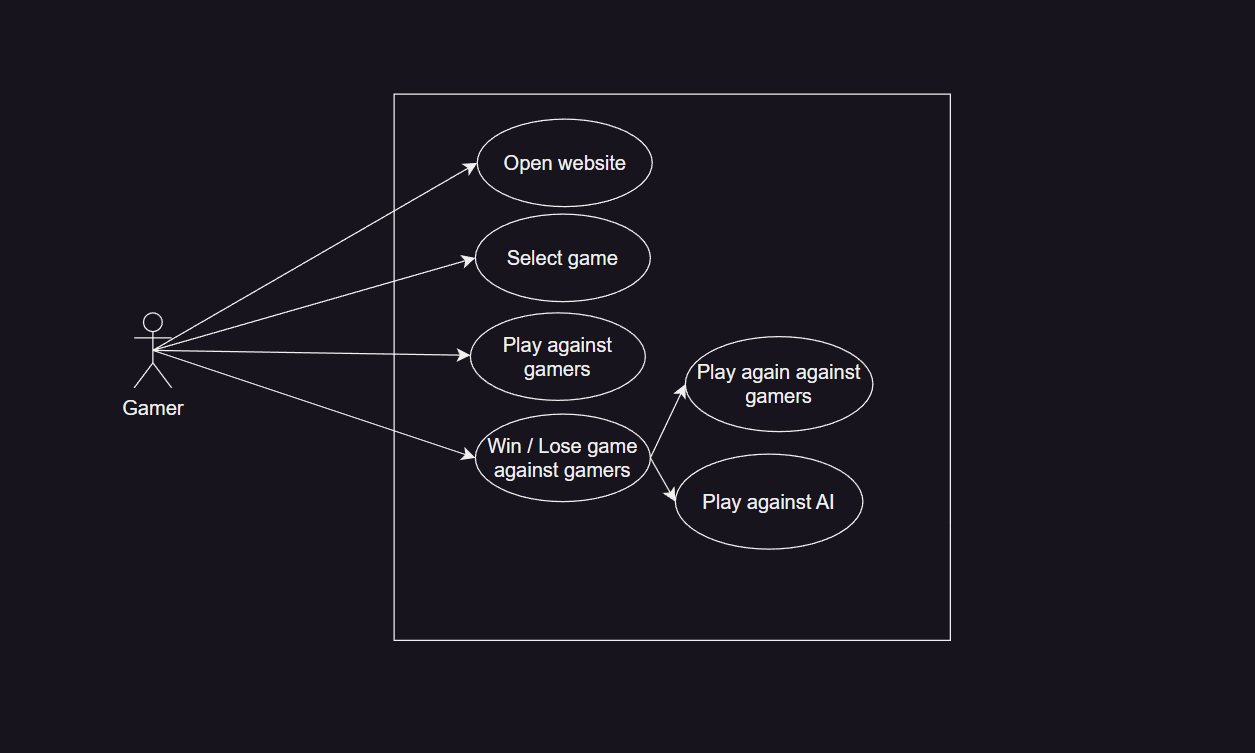 Open website
Select game
Play against
gamers
Play again against
gamers
Gamer
Win / Lose game
against gamers
Play against AI